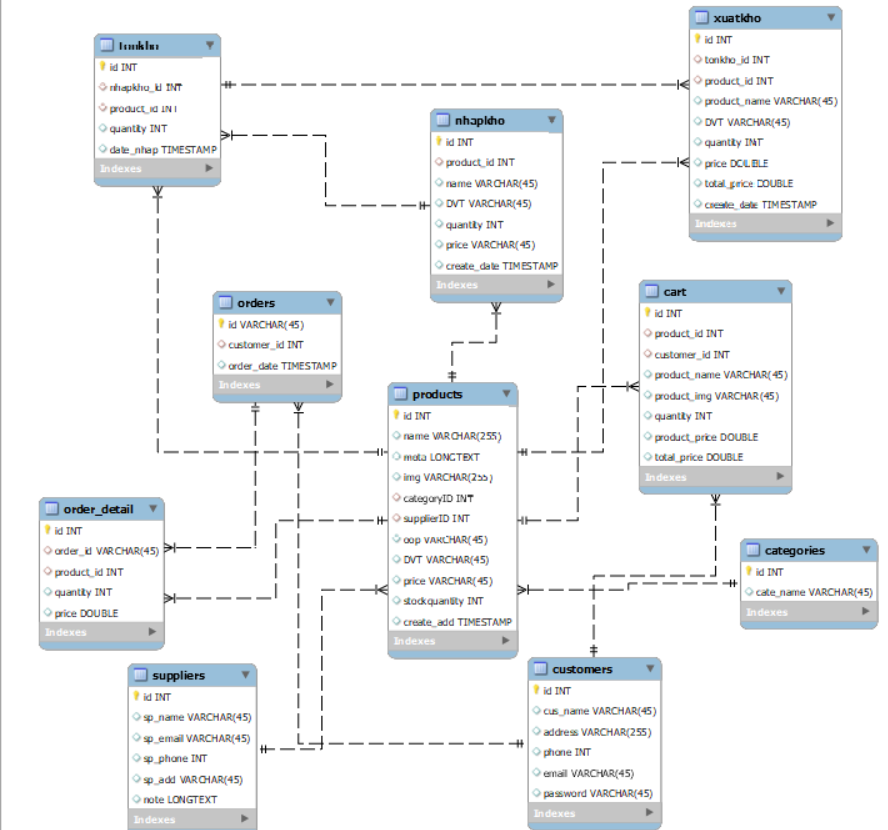 tonkho
id INT
nhapkho_id INT
product_id INT
quantity INT
date_nhap TIMESTAMP
Indexes
xuatkho
id INT
tonkho_id INT
product_id INT
product_name VARCHAR(45)
DVT VARCHAR(45)
quantity INT
price DOUBLE
total_price DOUBLE
create_date TIMESTAMP
Indexes
nhapkho
id INT
product_id INT
name VARCHAR(45)
DVT VARCHAR(45)
quantity INT
price VARCHAR(45)
create_date TIMESTAMP
Indexes
orders
id VARCHAR(45)
customer_id INT
order_date TIMESTAMP
Indexes
cart
id INT
product_id INT
customer_id INT
product_name VARCHAR(45)
product_img VARCHAR(45)
quantity INT
product_price DOUBLE
total_price DOUBLE
Indexes
products
id INT
name VARCHAR(255)
meta LONGTEXT
img VARCHAR(255)
categoryID INT
supplierID INT
oop VARCHAR(45)
DVT VARCHAR(45)
price VARCHAR(45)
stockquantity INT
create_add TIMESTAMP
Indexes
order_detail
id INT
order_id VARCHAR(45)
product_id INT
quantity INT
price DOUBLE
Indexes
categories
id INT
cate_name VARCHAR(45)
Indexes
suppliers
id INT
sp_name VARCHAR(45)
sp_email VARCHAR(45)
sp_phone INT
sp_add VARCHAR(45)
note LONGTEXT
Indexes
customers
id INT
cus_name VARCHAR(45)
address VARCHAR(255)
phone INT
email VARCHAR(45)
password VARCHAR(45)
Indexes